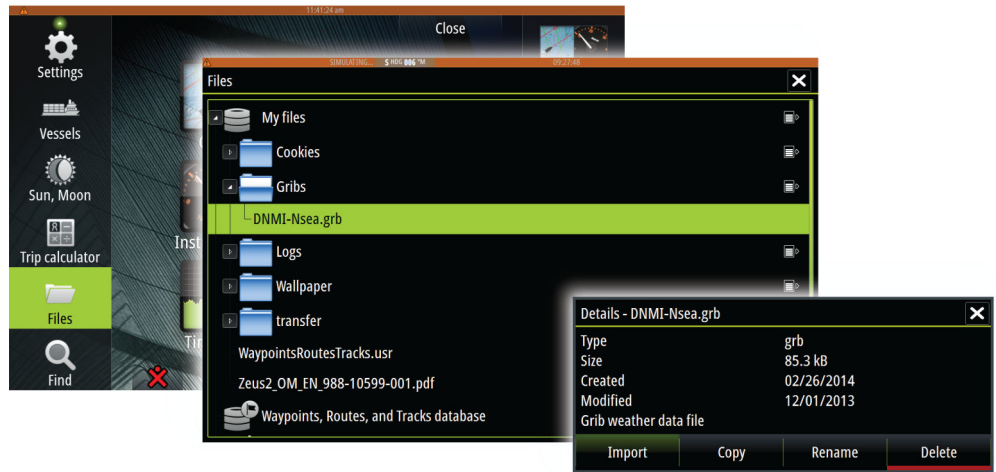 11:41:24 am
Close
Settings
Vessels
Sun, Moon
Trip calculator
Files
Find
Inst
Tir
SIMULATING... S HDG 006 °M 09:27:48
Files
My files
Cookies
Gribs
DNMI-Nsea.grb
Logs
Wallpaper
transfer
WaypointsRoutesTracks.usr
Zeus2_OM_EN_988-10599-001.pdf
Waypoints, Routes, and Tracks database
Details - DNMI-Nsea.grb
Type grb
Size 85.3 kB
Created 02/26/2014
Modified 12/01/2013
Grib weather data file
Import Copy Rename Delete